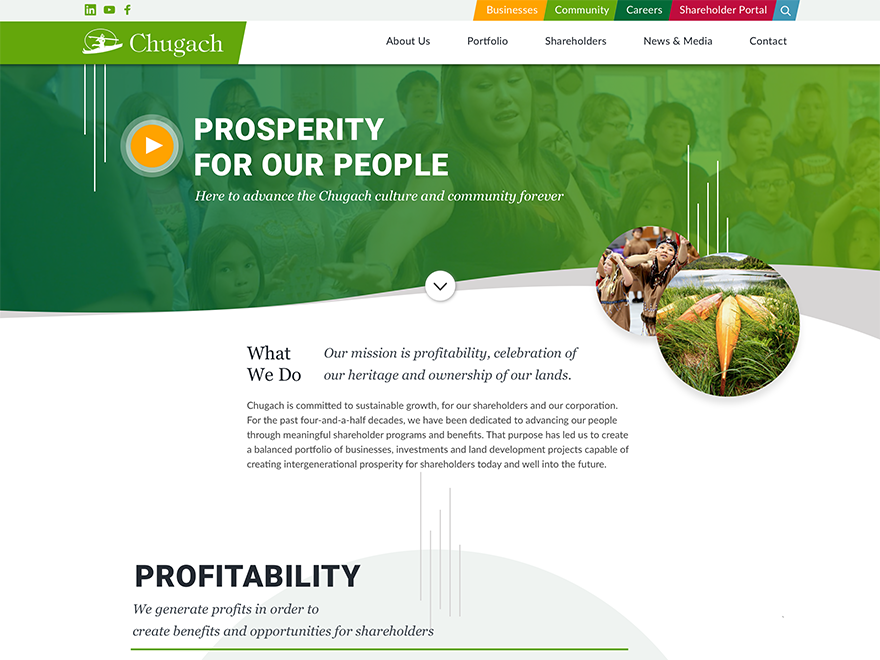 in
f
Businesses
Community
Careers
Shareholder Portal
Chugach
About Us
Portfolio
Shareholders
News & Media
Contact
PROSPERITY
FOR OUR PEOPLE
Here to advance the Chugach culture and community forever
What
We Do
Our mission is profitability, celebration of
our heritage and ownership of our lands.
Chugach is committed to sustainable growth, for our shareholders and our corporation.
For the past four-and-a-half decades, we have been dedicated to advancing our people
through meaningful shareholder programs and benefits. That purpose has led us to create
a balanced portfolio of businesses, investments and land development projects capable of
creating intergenerational prosperity for shareholders today and well into the future.
PROFITABILITY
We generate profits in order to
create benefits and opportunities for shareholders